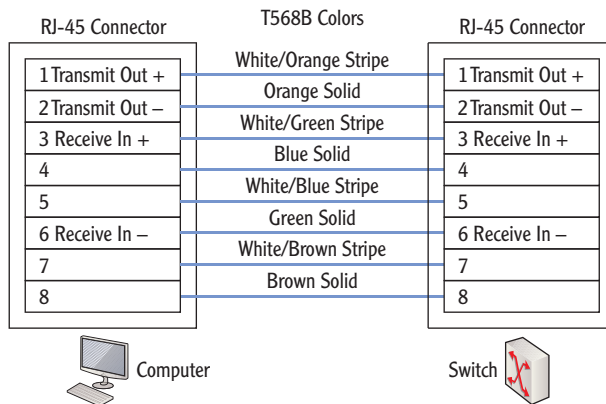 T568B Colors
RJ-45 Connector
RJ-45 Connector
1 Transmit Out +
White/Orange Stripe
1 Transmit Out +
2 Transmit Out –
Orange Solid
2 Transmit Out –
3 Receive In +
White/Green Stripe
3 Receive In +
4
Blue Solid
4
5
White/Blue Stripe
5
6 Receive In –
Green Solid
6 Receive In –
7
White/Brown Stripe
7
8
Brown Solid
8
Computer
Switch